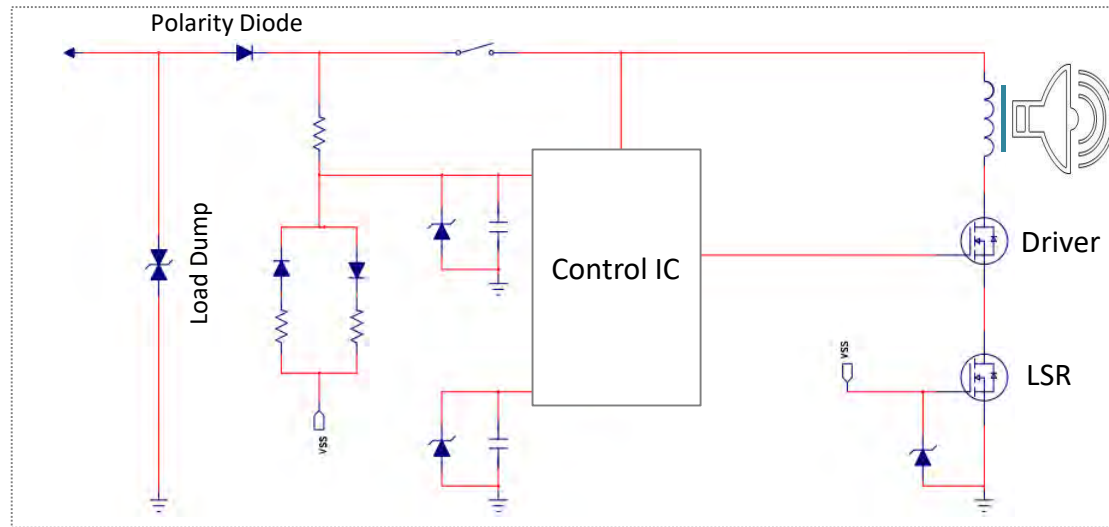 Polarity Diode
Load Dump
Control IC
Driver
VSS
LSR
VSS